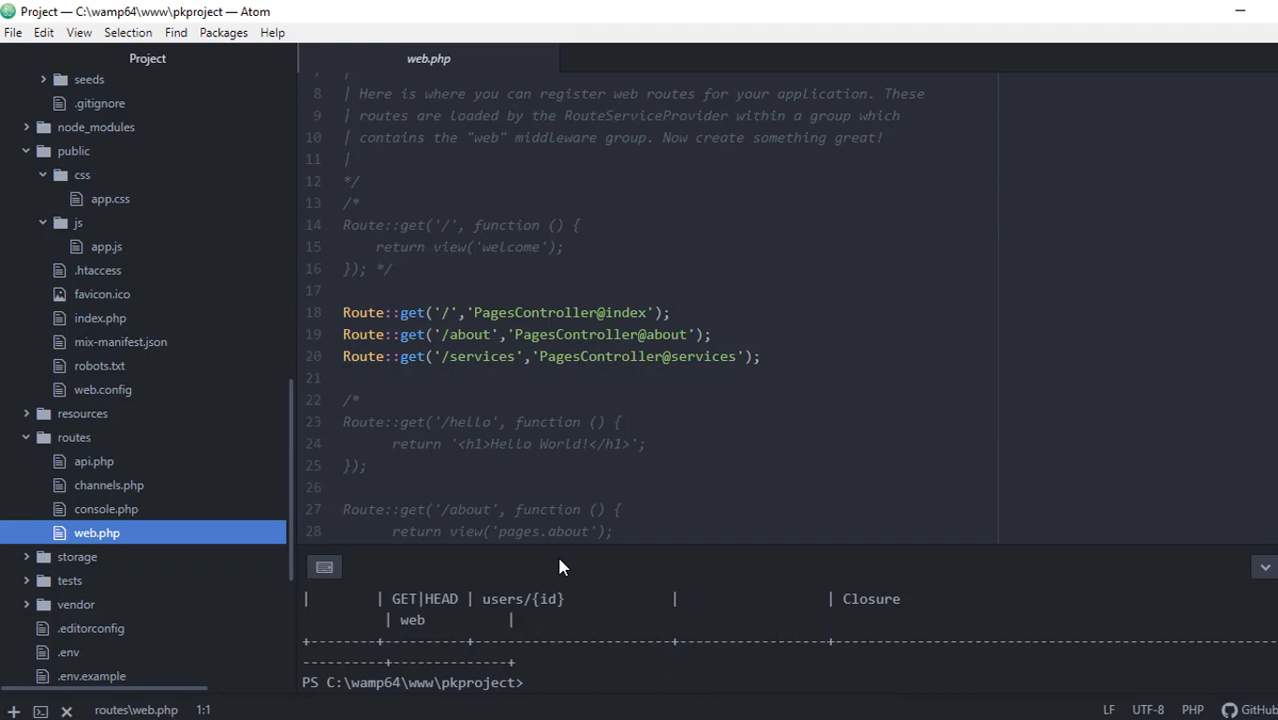 Project — C:\wamp64\www\pkproject — Atom
File Edit View Selection Find Packages Help
Project
seeds
.gitignore
node_modules
public
css
app.css
js
app.js
.htaccess
favicon.ico
index.php
mix-manifest.json
robots.txt
web.config
resources
routes
api.php
channels.php
console.php
web.php
storage
tests
vendor
.editorconfig
.env
.env.example
web.php
7 |
8 | Here is where you can register web routes for your application. These
9 | routes are loaded by the RouteServiceProvider within a group which
10 | contains the "web" middleware group. Now create something great!
11 |
12 */
13 /*
14 Route::get('/', function () {
15 return view('welcome');
16 }); */
17
18 Route::get('/','PagesController@index');
19 Route::get('/about','PagesController@about');
20 Route::get('/services','PagesController@services');
21
22 /*
23 Route::get('/hello', function () {
24 return '<h1>Hello World!</h1>';
25 });
26
27 Route::get('/about', function () {
28 return view('pages.about');
| | GET|HEAD | users/{id} | | Closure
| web |
+--------+----------+------------------------+------------------+------------------------------------------------------
----------+--------------+
PS C:\wamp64\www\pkproject>
routes\web.php 1:1 LF UTF-8 PHP GitHub